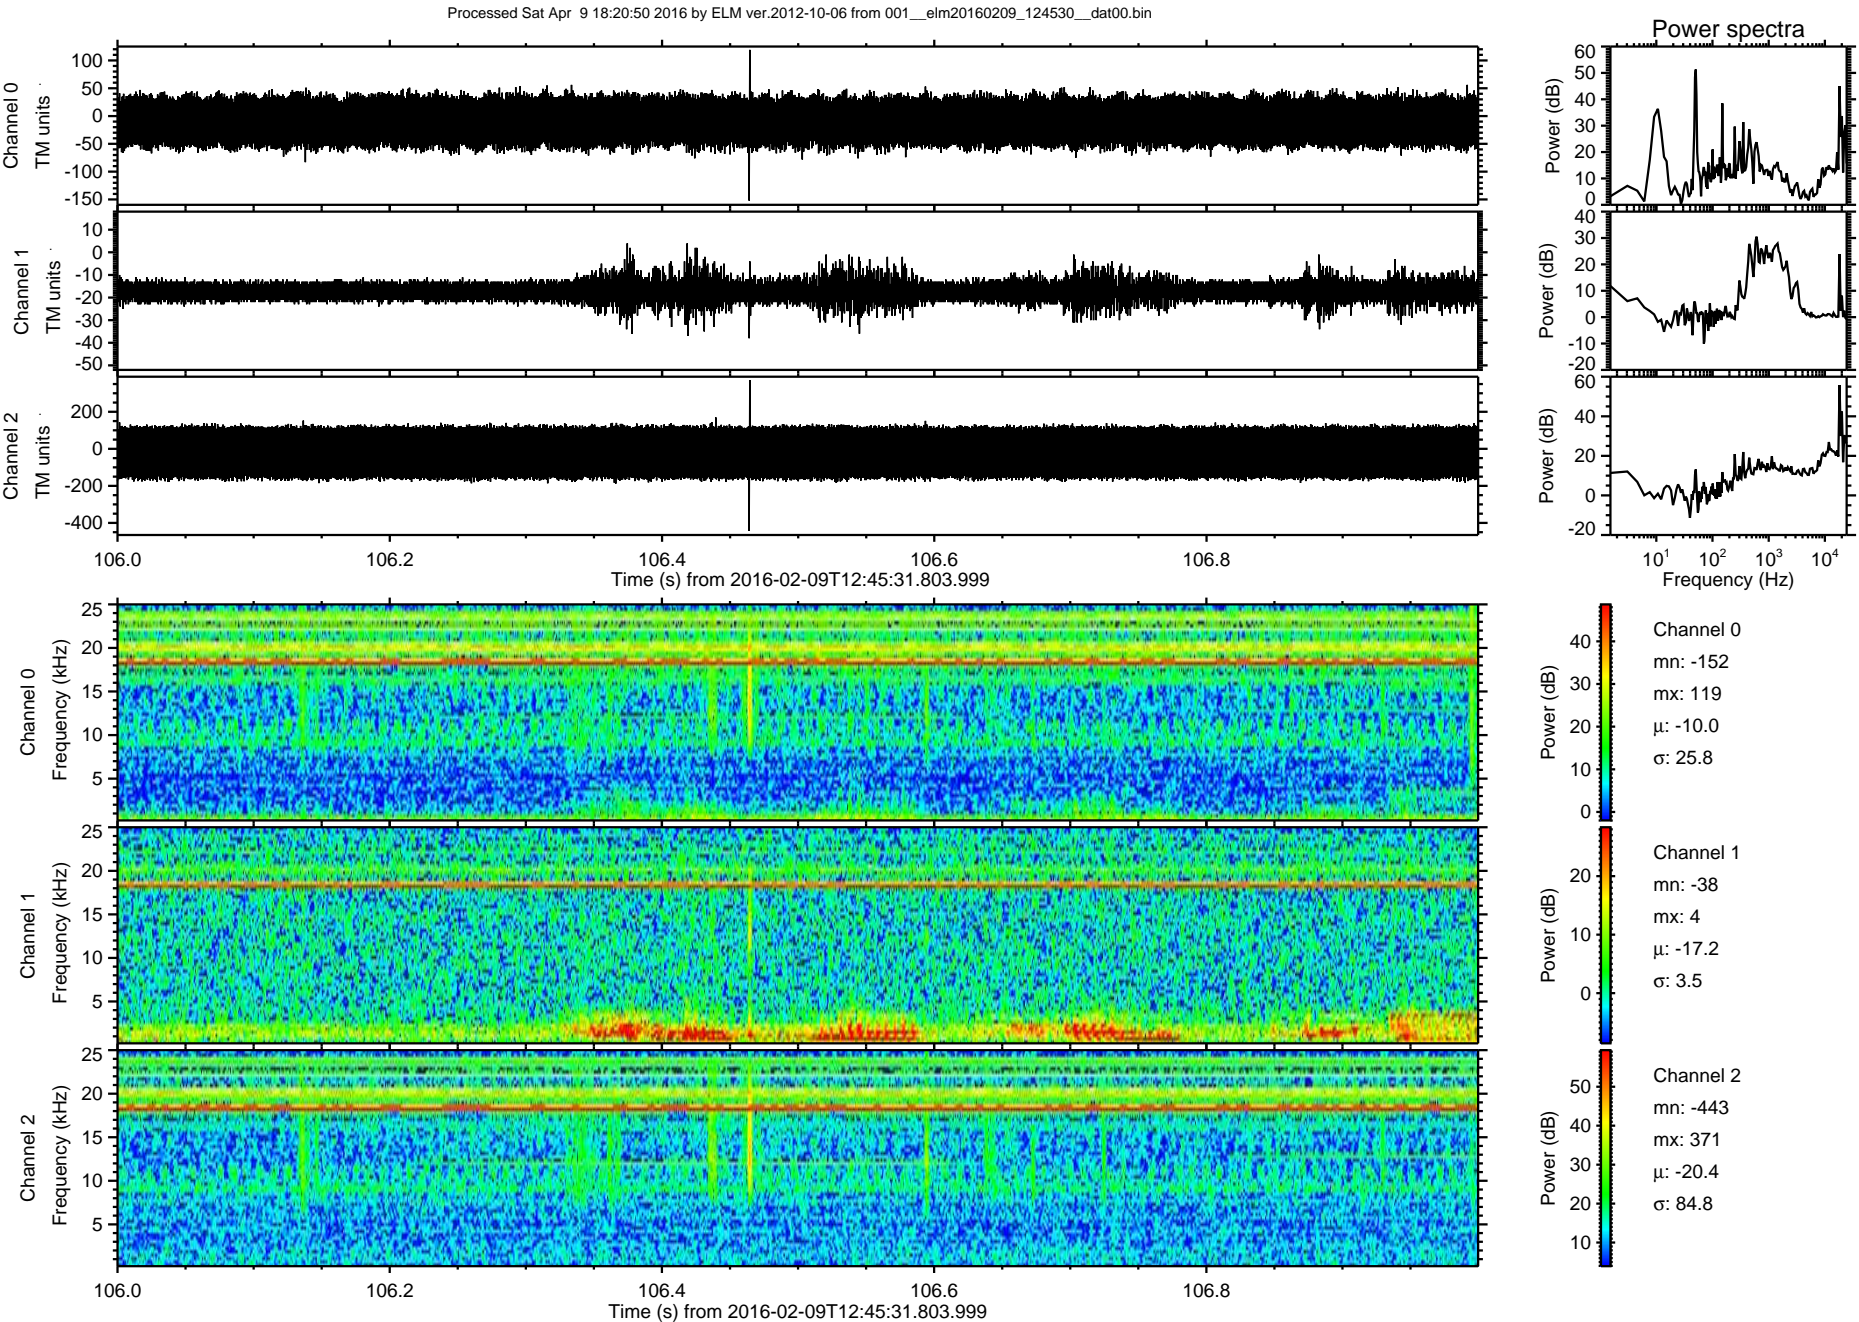 Processed Sat Apr 9 18:20:50 2016 by ELM ver.2012-10-06 from 001__elm20160209_124530__dat00.bin
Power spectra
Channel 0
TM units
100
50
0
-50
-100
-150
Power (dB)
60
50
40
30
20
10
0
Channel 1
TM units
10
0
-10
-20
-30
-40
-50
Power (dB)
40
30
20
10
0
-10
-20
Channel 2
TM units
200
0
-200
-400
Power (dB)
60
40
20
0
-20
106.0 106.2 106.4 106.6 106.8
Time (s) from 2016-02-09T12:45:31.803.999
10¹ 10² 10³ 10⁴
Frequency (Hz)
Channel 0
Frequency (kHz)
25
20
15
10
5
Power (dB)
40
30
20
10
0
Channel 0
mn: -152
mx: 119
μ: -10.0
σ: 25.8
Channel 1
Frequency (kHz)
25
20
15
10
5
Power (dB)
20
10
0
Channel 1
mn: -38
mx: 4
μ: -17.2
σ: 3.5
Channel 2
Frequency (kHz)
25
20
15
10
5
Power (dB)
50
40
30
20
10
Channel 2
mn: -443
mx: 371
μ: -20.4
σ: 84.8
106.0 106.2 106.4 106.6 106.8
Time (s) from 2016-02-09T12:45:31.803.999